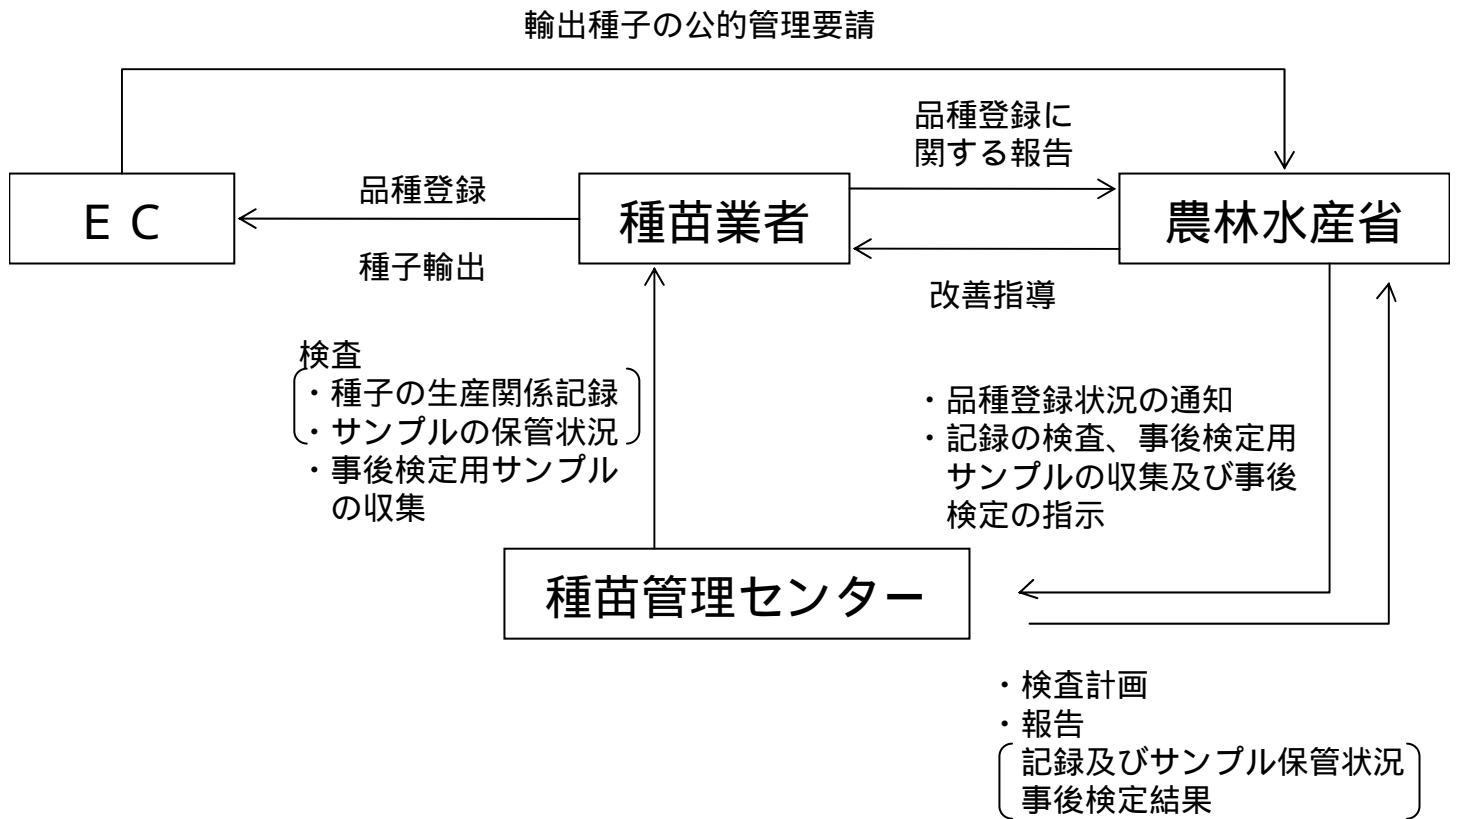 輸出種子の公的管理要請
品種登録に
関する報告
ＥＣ
品種登録
種子輸出
種苗業者
農林水産省
改善指導
検査
・種子の生産関係記録
・サンプルの保管状況
・事後検定用サンプル
の収集
・品種登録状況の通知
・記録の検査、事後検定用
サンプルの収集及び事後
検定の指示
種苗管理センター
・検査計画
・報告
記録及びサンプル保管状況
事後検定結果